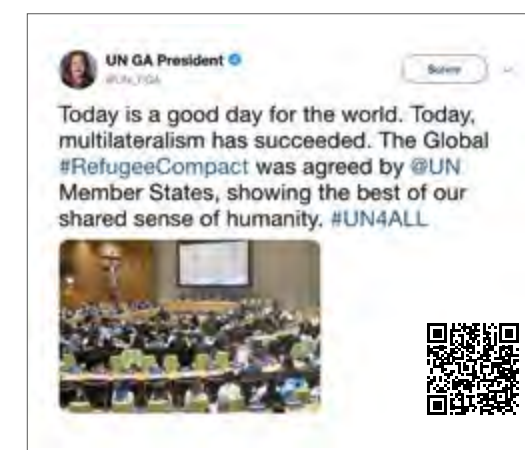 UN GA President
@UN_PGA
Today is a good day for the world. Today,
multilateralism has succeeded. The Global
#RefugeeCompact was agreed by @UN
Member States, showing the best of our
shared sense of humanity. #UN4ALL